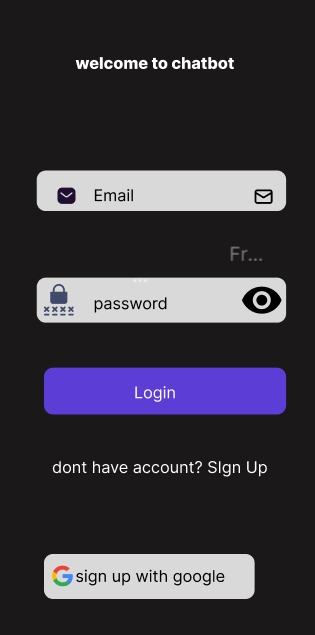 welcome to chatbot
Email
Fr...
...
password
Login
dont have account? SIgn Up
sign up with google